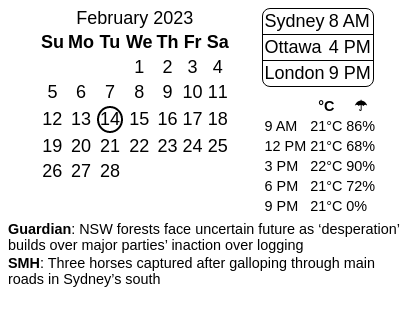 February 2023
Su Mo Tu We Th Fr Sa
1 2 3 4
5 6 7 8 9 10 11
12 13 14 15 16 17 18
19 20 21 22 23 24 25
26 27 28
Sydney 8 AM
Ottawa 4 PM
London 9 PM
°C ☂
9 AM 21°C 86%
12 PM 21°C 68%
3 PM 22°C 90%
6 PM 21°C 72%
9 PM 21°C 0%
Guardian: NSW forests face uncertain future as ‘desperation’
builds over major parties’ inaction over logging
SMH: Three horses captured after galloping through main
roads in Sydney’s south